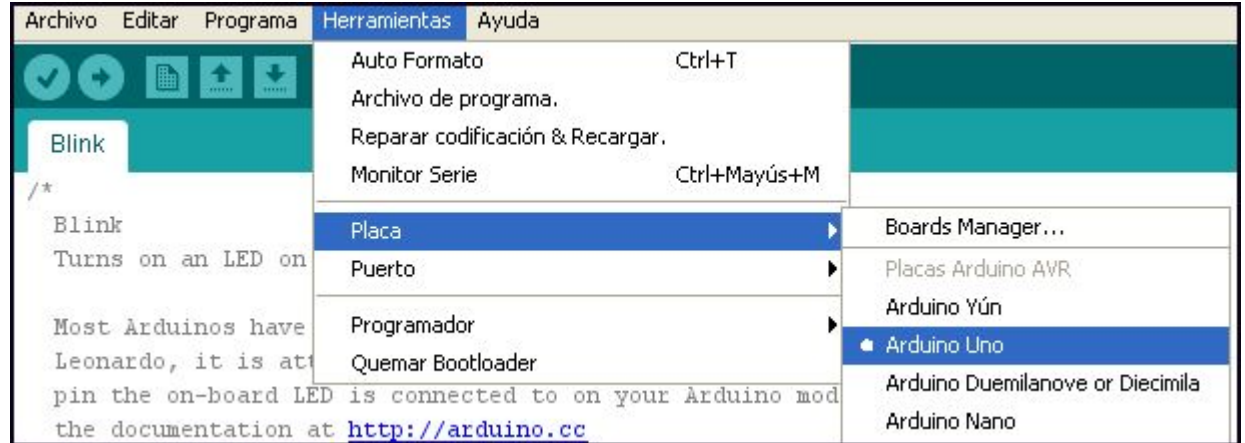 Archivo Editar Programa Herramientas Ayuda
Auto Formato Ctrl+T
Archivo de programa.
Reparar codificación & Recargar.
Monitor Serie Ctrl+Mayús+M
Placa
Puerto
Programador
Quemar Bootloader
Boards Manager...
Placas Arduino AVR
Arduino Yún
Arduino Uno
Arduino Duemilanove or Diecimila
Arduino Nano
Blink
/*
Blink
Turns on an LED on
Most Arduinos have
Leonardo, it is att
pin the on-board LED is connected to on your Arduino mod
the documentation at http://arduino.cc